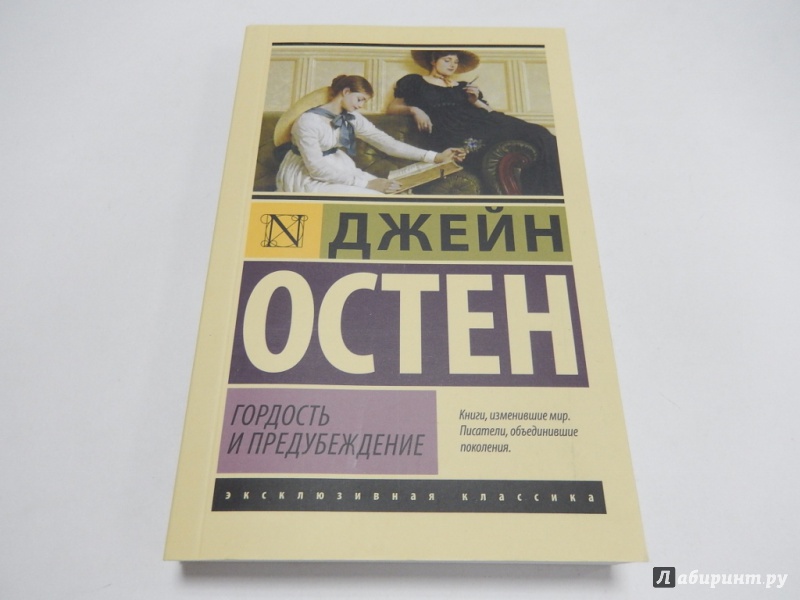 N ДЖЕЙН
ОСТЕН
ГОРДОСТЬ
И ПРЕДУБЕЖДЕНИЕ
Книги, изменившие мир.
Писатели, объединившие
поколения.
эксклюзивная классика
Лабиринт.ру